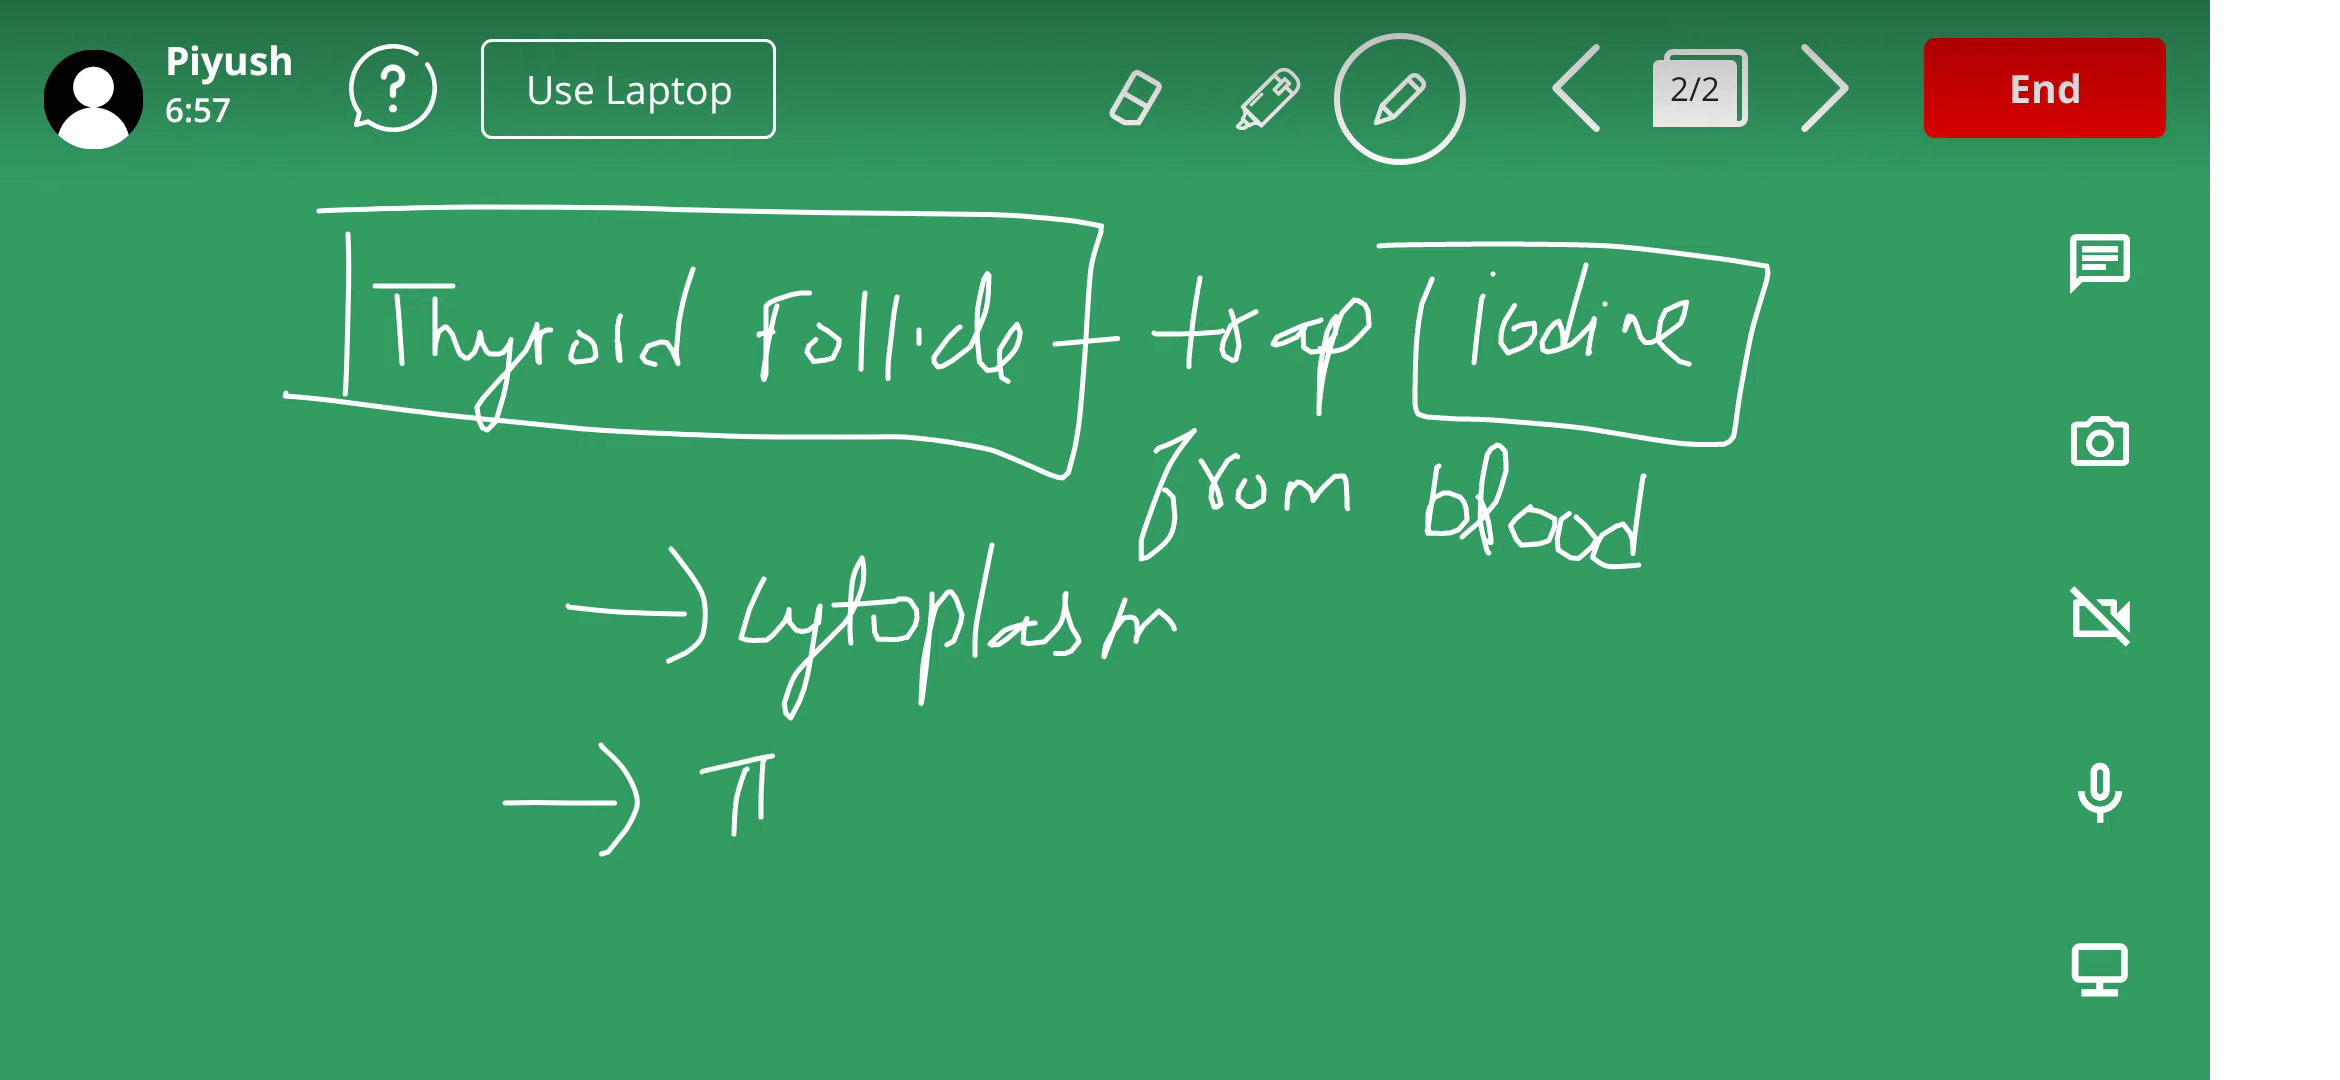 Piyush
6:57
?
Use Laptop
2/2
End
Thyroid Follicle - trap iodine
from blood
→ cytoplasm
→ T